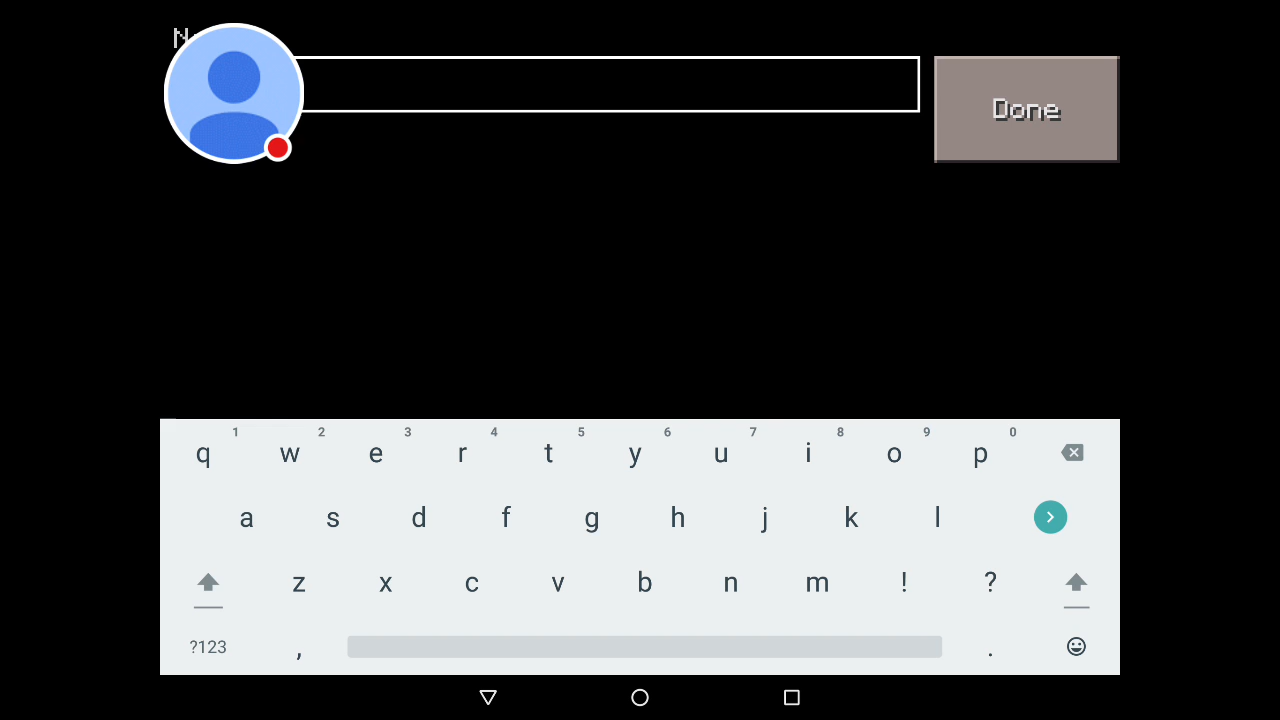 Done
1 2 3 4 5 6 7 8 9 0
q w e r t y u i o p
a s d f g h j k l
z x c v b n m ! ?
?123 , .